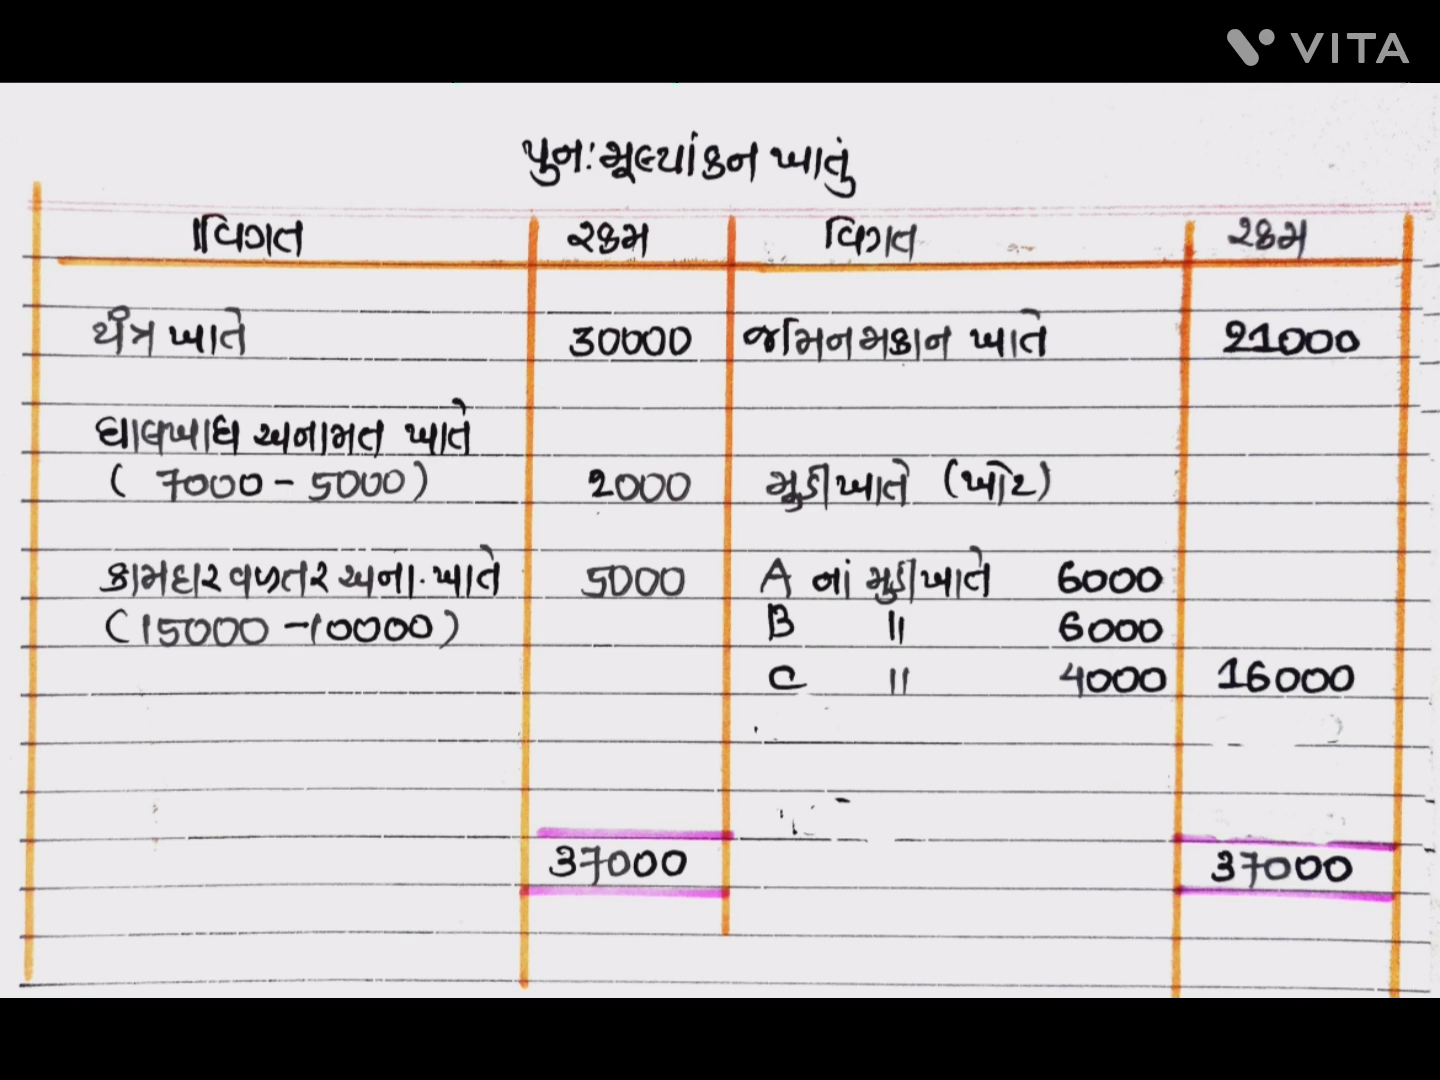 VITA
પુનઃમૂલ્યાંકન ખાતું
વિગત રકમ વિગત રકમ
યંત્ર ખાતે 30000 જમિનમકાન ખાતે 21000
ઘાલખાધ અનામત ખાતે
( 7000 - 5000 ) 2000 મુડીખાતે (ખોટ)
કામદાર વળતર અના. ખાતે 5000 A નાં મુડીખાતે 6000
(15000 - 10000) B 〃 6000
C 〃 4000 16000
37000 37000